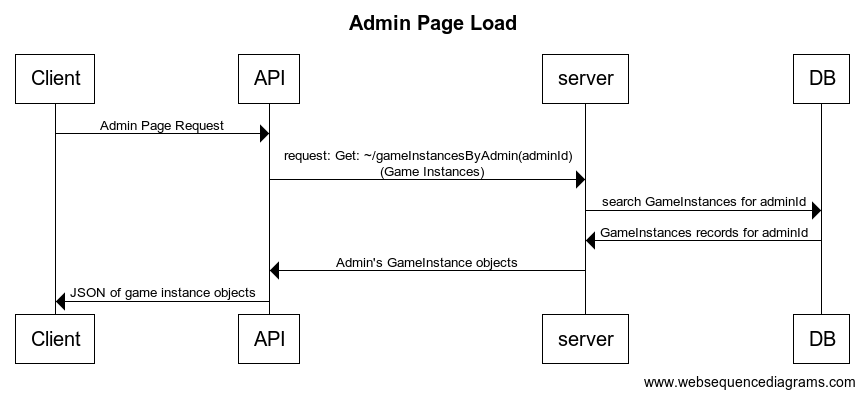 Admin Page Load
Client
API
server
DB
Admin Page Request
request: Get: ~/gameInstancesByAdmin(adminId)
(Game Instances)
search GameInstances for adminId
GameInstances records for adminId
Admin's GameInstance objects
JSON of game instance objects
Client
API
server
DB
www.websequencediagrams.com